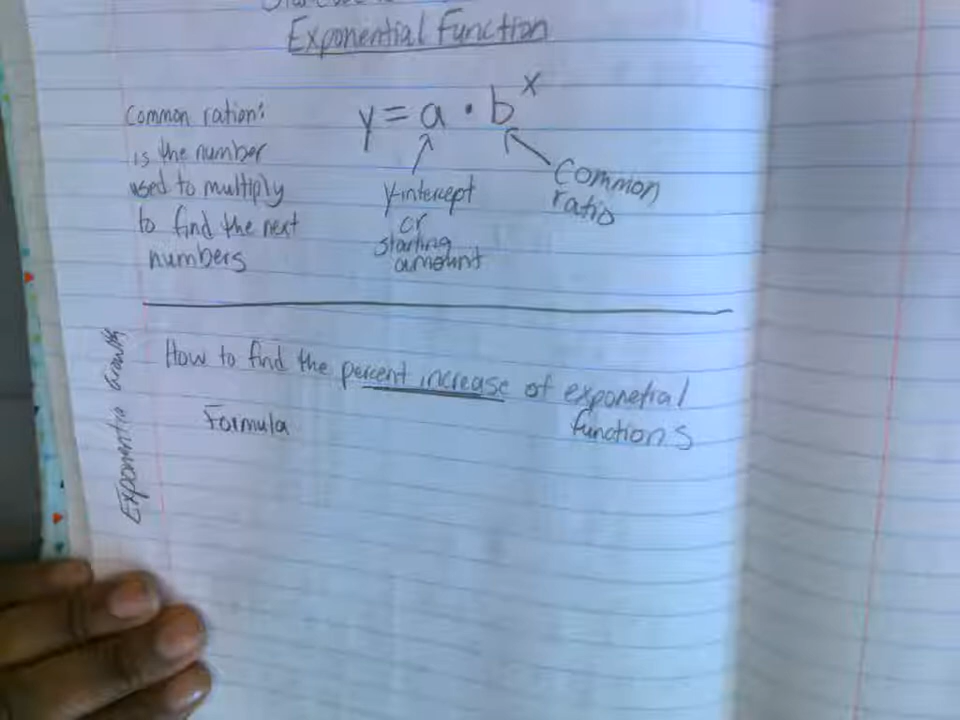 Exponential Function
y = a · b^x
Common ration:
is the number
used to multiply
to find the next
numbers
y-intercept
or
starting
amount
Common
ratio
Exponentia Growth
How to find the percent increase of exponetial
functions
Formula